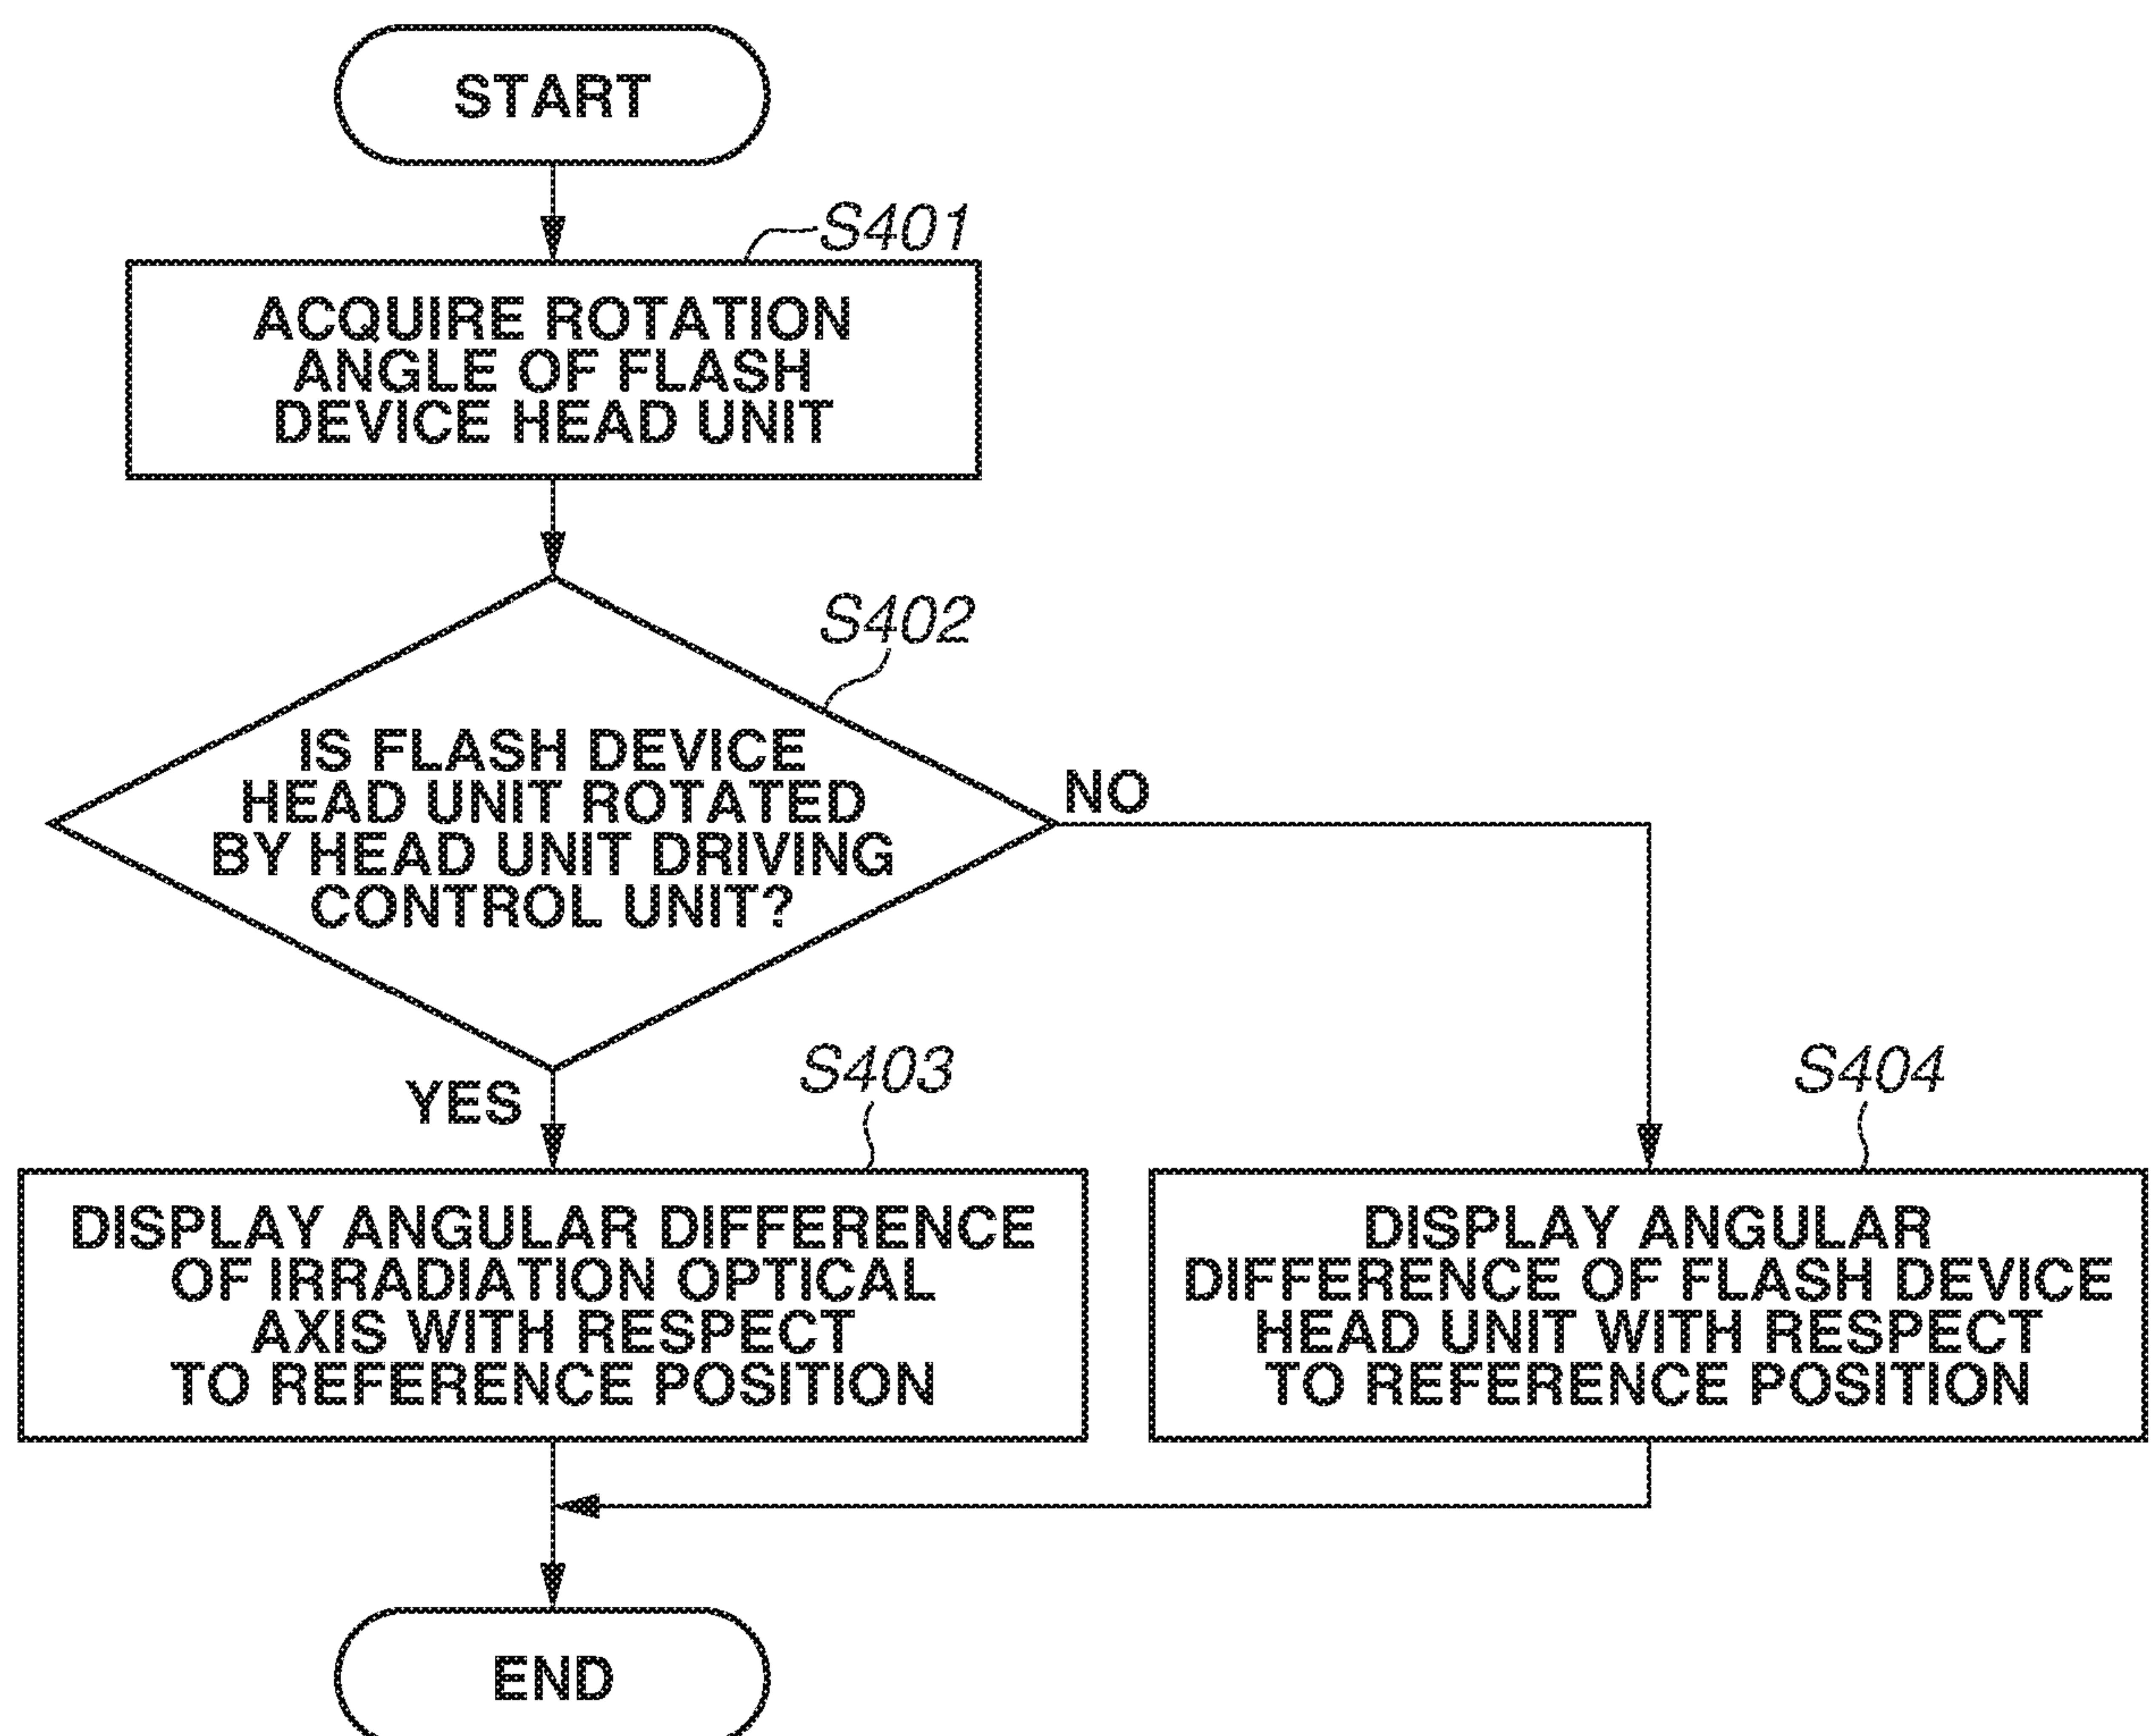 START
S401
ACQUIRE ROTATION
ANGLE OF FLASH
DEVICE HEAD UNIT
S402
IS FLASH DEVICE
HEAD UNIT ROTATED
BY HEAD UNIT DRIVING
CONTROL UNIT?
NO
YES
S403
DISPLAY ANGULAR DIFFERENCE
OF IRRADIATION OPTICAL
AXIS WITH RESPECT
TO REFERENCE POSITION
S404
DISPLAY ANGULAR
DIFFERENCE OF FLASH DEVICE
HEAD UNIT WITH RESPECT
TO REFERENCE POSITION
END